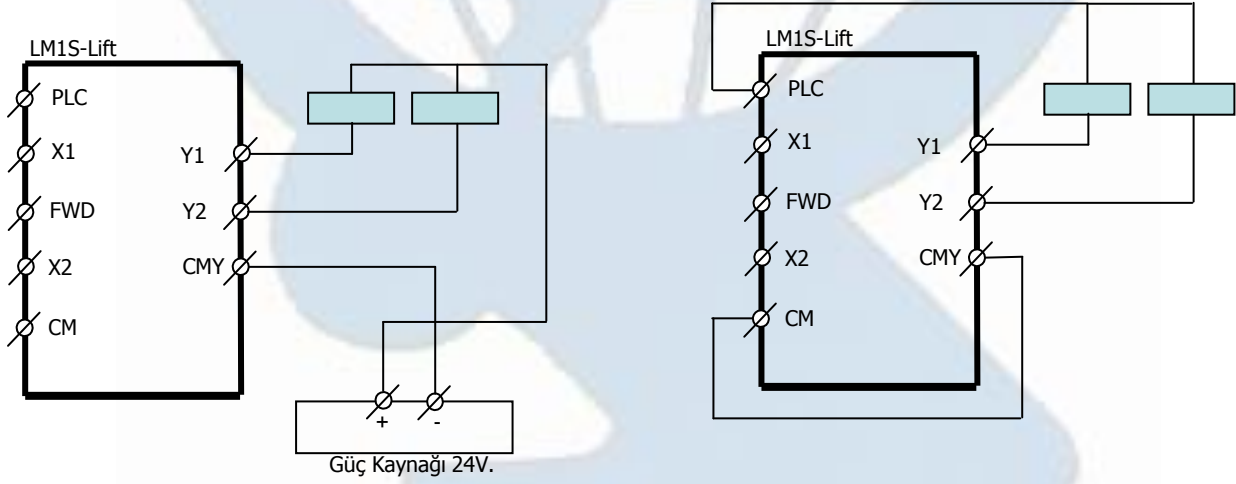 LM1S-Lift
PLC
X1
Y1
FWD
Y2
X2
CMY
CM
+ -
Güç Kaynağı 24V.
LM1S-Lift
PLC
X1
Y1
FWD
Y2
X2
CMY
CM